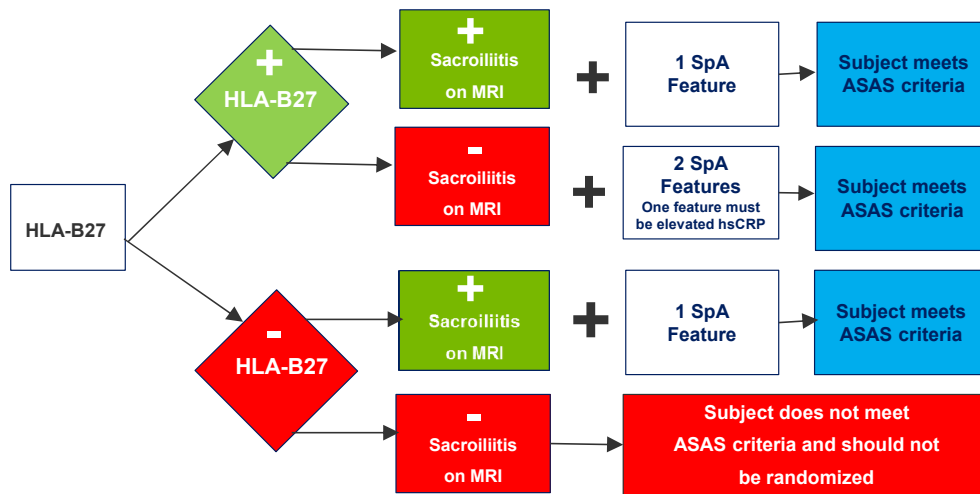 +
HLA-B27
+
Sacroiliitis
on MRI
+
1 SpA
Feature
Subject meets
ASAS criteria
-
Sacroiliitis
on MRI
+
2 SpA
Features
One feature must
be elevated hsCRP
Subject meets
ASAS criteria
HLA-B27
-
HLA-B27
+
Sacroiliitis
on MRI
+
1 SpA
Feature
Subject meets
ASAS criteria
-
Sacroiliitis
on MRI
Subject does not meet
ASAS criteria and should not
be randomized